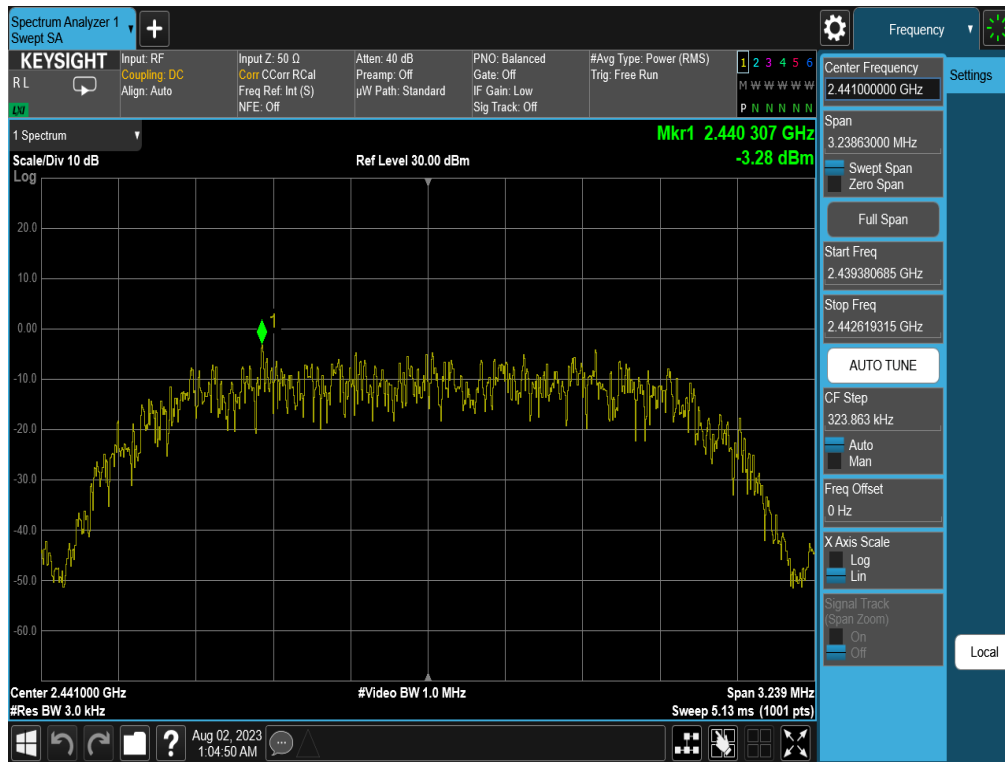 Spectrum Analyzer 1
Swept SA
Frequency
KEYSIGHT
R L
LXI
Input: RF
Coupling: DC
Align: Auto
Input Z: 50 Ω
Corr CCorr RCal
Freq Ref: Int (S)
NFE: Off
Atten: 40 dB
Preamp: Off
µW Path: Standard
PNO: Balanced
Gate: Off
IF Gain: Low
Sig Track: Off
#Avg Type: Power (RMS)
Trig: Free Run
1 2 3 4 5 6
M W W W W W
P N N N N N
1 Spectrum
Mkr1 2.440 307 GHz
Scale/Div 10 dB
Ref Level 30.00 dBm
-3.28 dBm
Log
20.0
10.0
0.00
-10.0
-20.0
-30.0
-40.0
-50.0
-60.0
1
Center 2.441000 GHz
#Video BW 1.0 MHz
Span 3.239 MHz
#Res BW 3.0 kHz
Sweep 5.13 ms (1001 pts)
Aug 02, 2023
1:04:50 AM
Center Frequency
2.441000000 GHz
Settings
Span
3.23863000 MHz
Swept Span
Zero Span
Full Span
Start Freq
2.439380685 GHz
Stop Freq
2.442619315 GHz
AUTO TUNE
CF Step
323.863 kHz
Auto
Man
Freq Offset
0 Hz
X Axis Scale
Log
Lin
Signal Track
(Span Zoom)
On
Off
Local